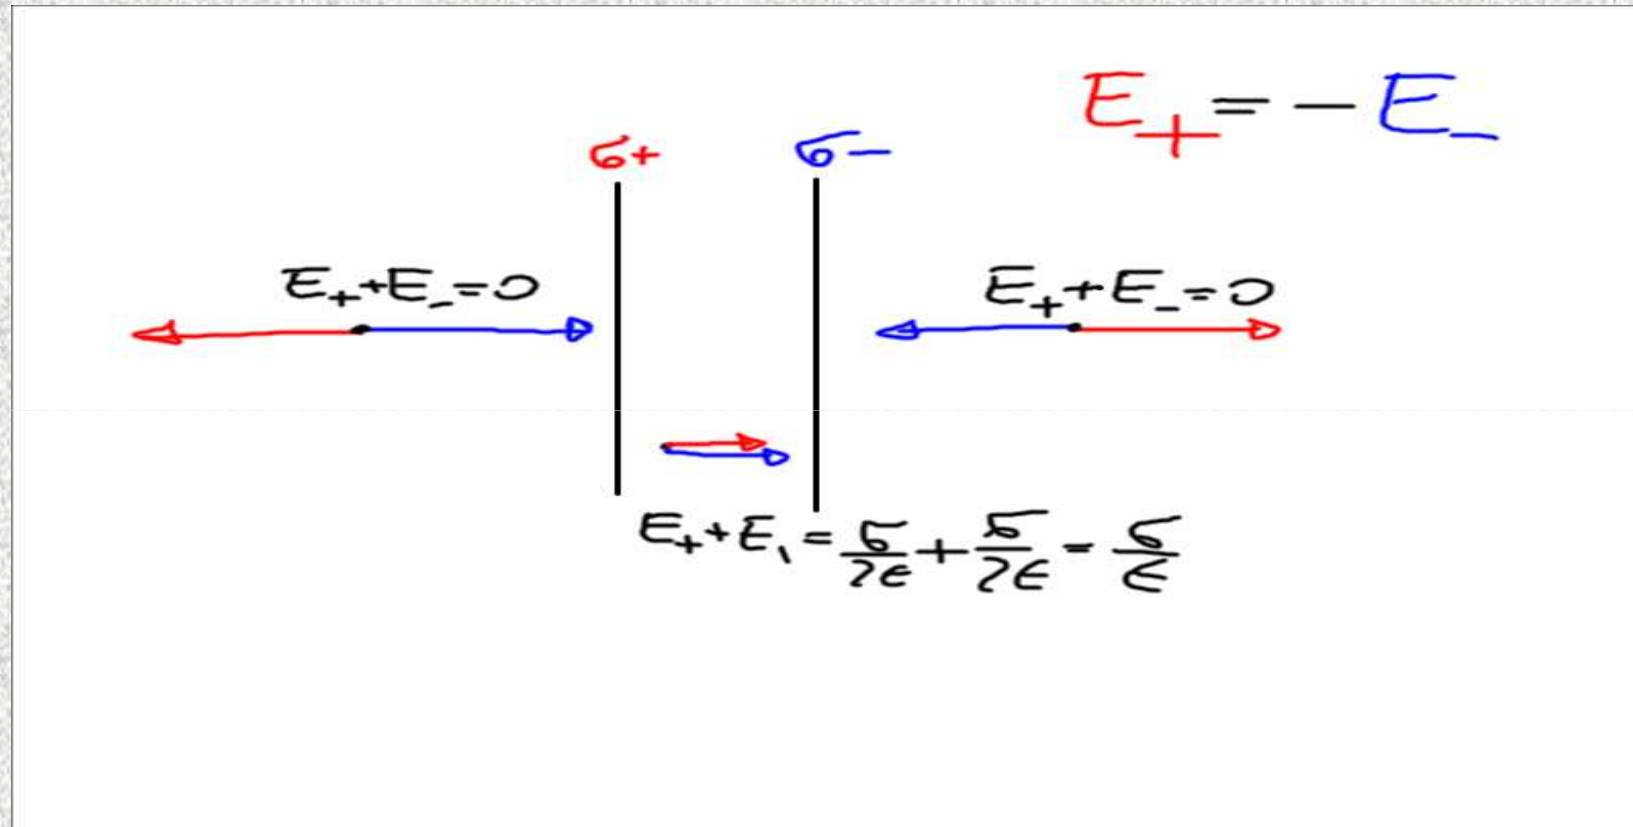 E₊ = − E₋
σ+ σ−
E₊+E₋=0 E₊+E₋=0
E₊+E₁ = σ/2ϵ + σ/2ϵ = σ/ϵ